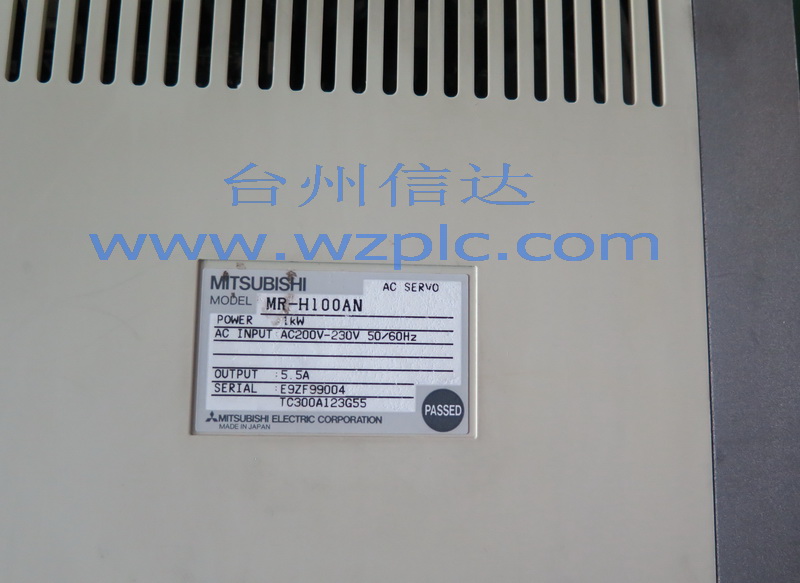 台州信达
www.wzplc.com
MITSUBISHI AC SERVO
MODEL MR-H100AN
POWER :1kW
AC INPUT:AC200V-230V 50/60Hz
OUTPUT :5.5A
SERIAL :E9ZF99004
TC300A123G55
PASSED
MITSUBISHI ELECTRIC CORPORATION
MADE IN JAPAN